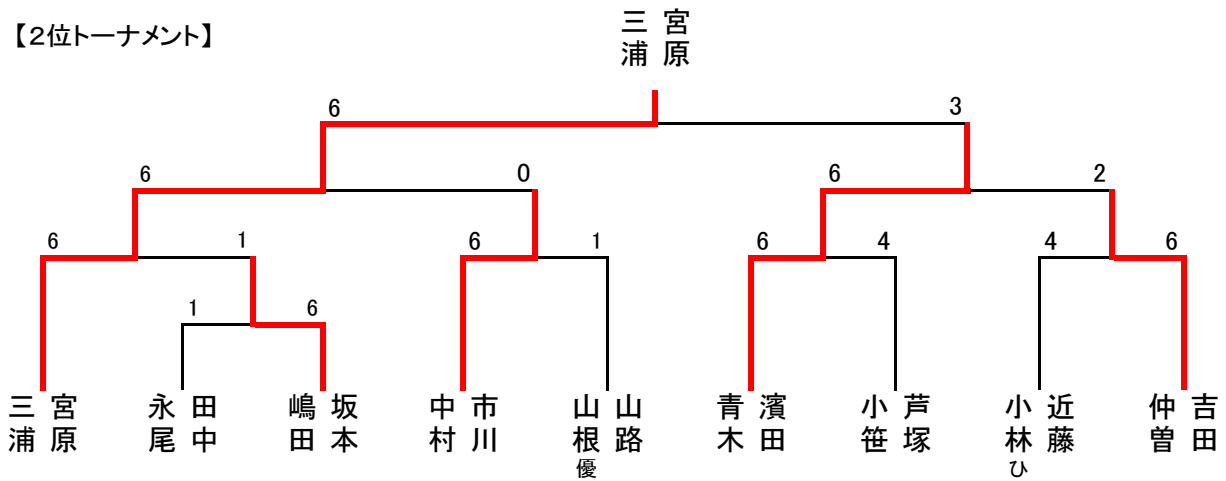 【2位トーナメント】
三浦
宮原
6
3
6
0
6
2
6
1
6
1
6
4
4
6
1
6
三浦
宮原
永尾
田中
嶋田
坂本
中村
市川
山根優
山路
青木
濱田
小笹
芦塚
小林ひ
近藤
仲曽
吉田